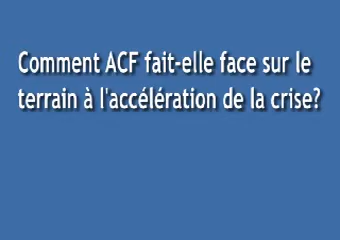 Comment ACF fait-elle face sur le
terrain à l'accélération de la crise?